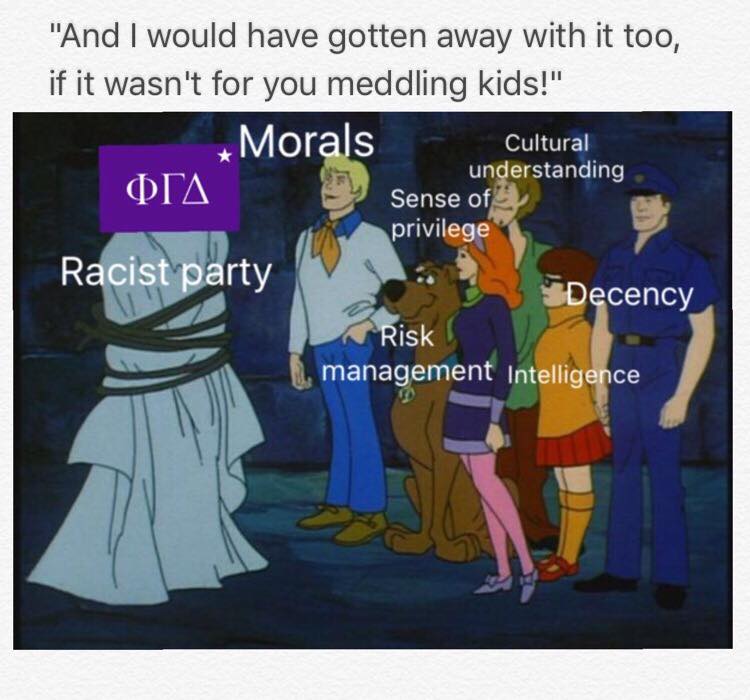 "And I would have gotten away with it too,
if it wasn't for you meddling kids!"
Morals
ΦΓΔ
Cultural
understanding
Sense of
privilege
Racist party
Decency
Risk
management
Intelligence